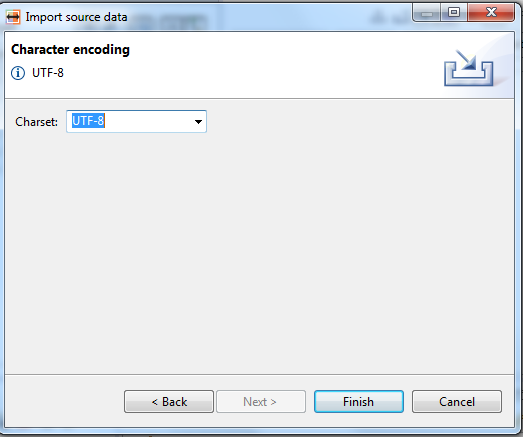 Import source data
Character encoding
UTF-8
Charset: UTF-8
< Back Next > Finish Cancel